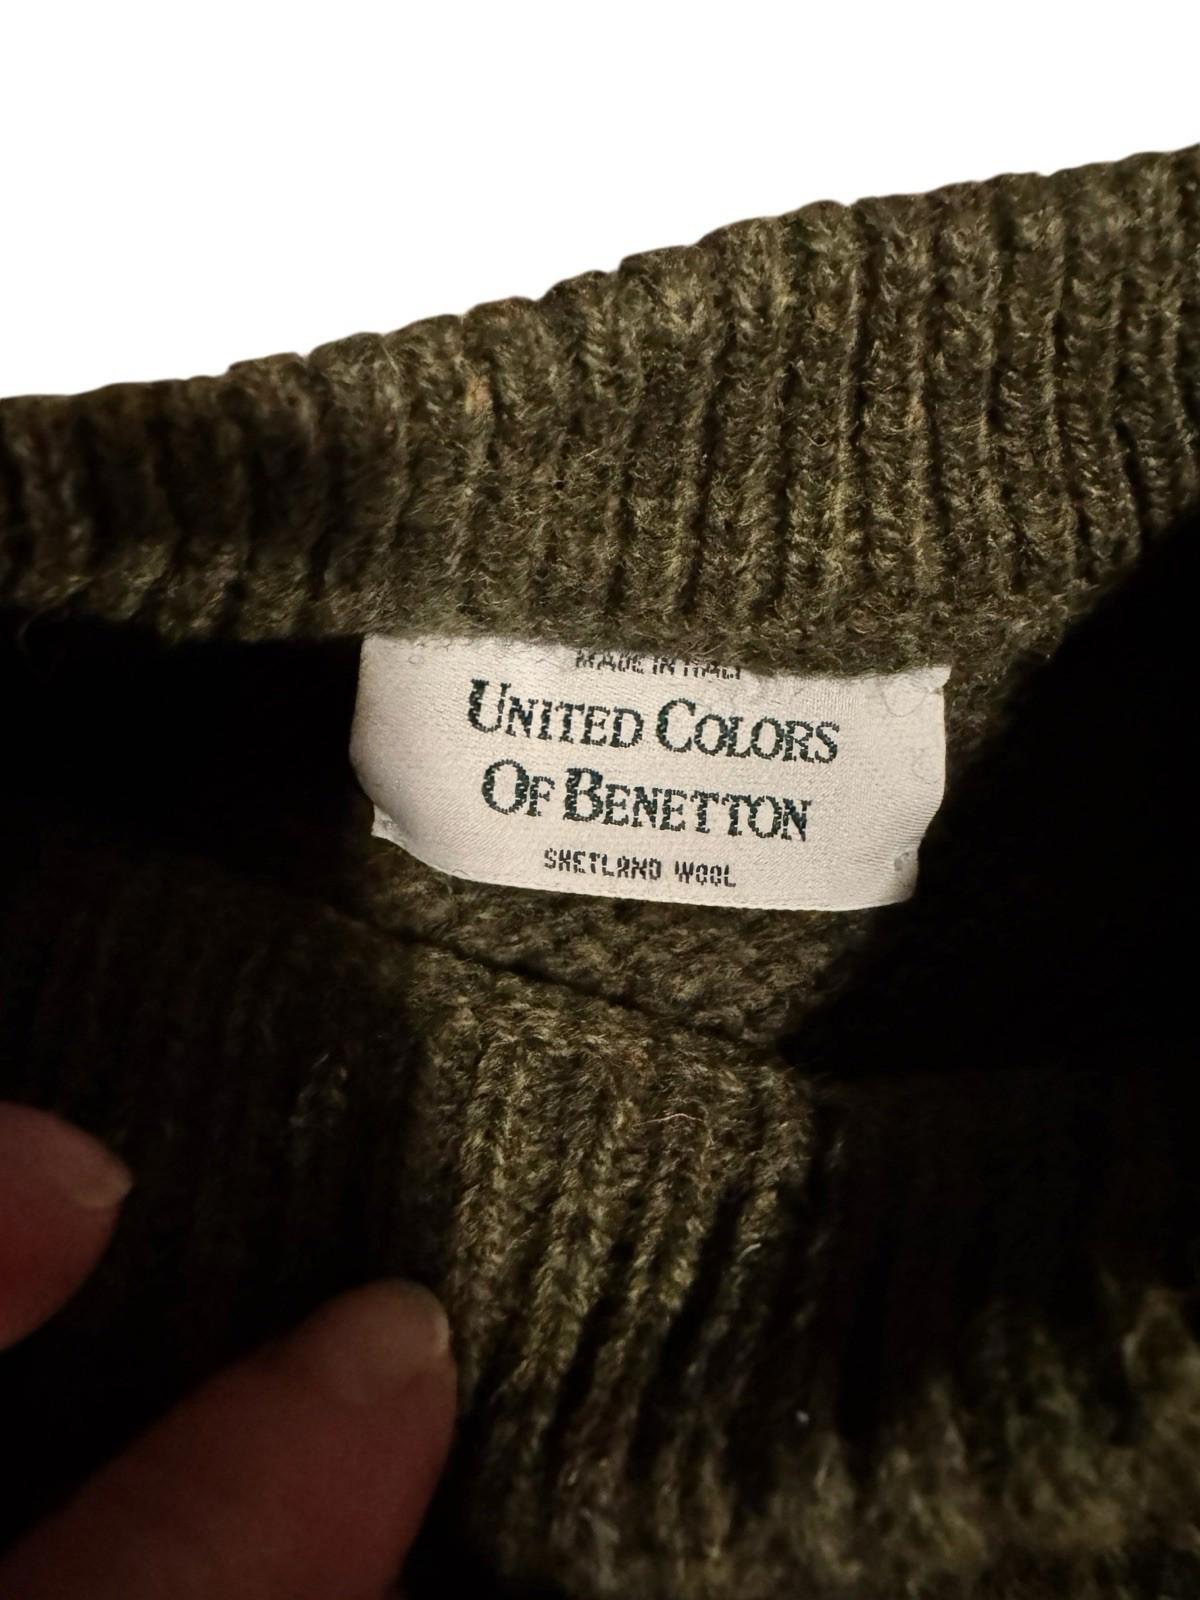 MADE IN ITALY
UNITED COLORS
OF BENETTON
SHETLAND WOOL